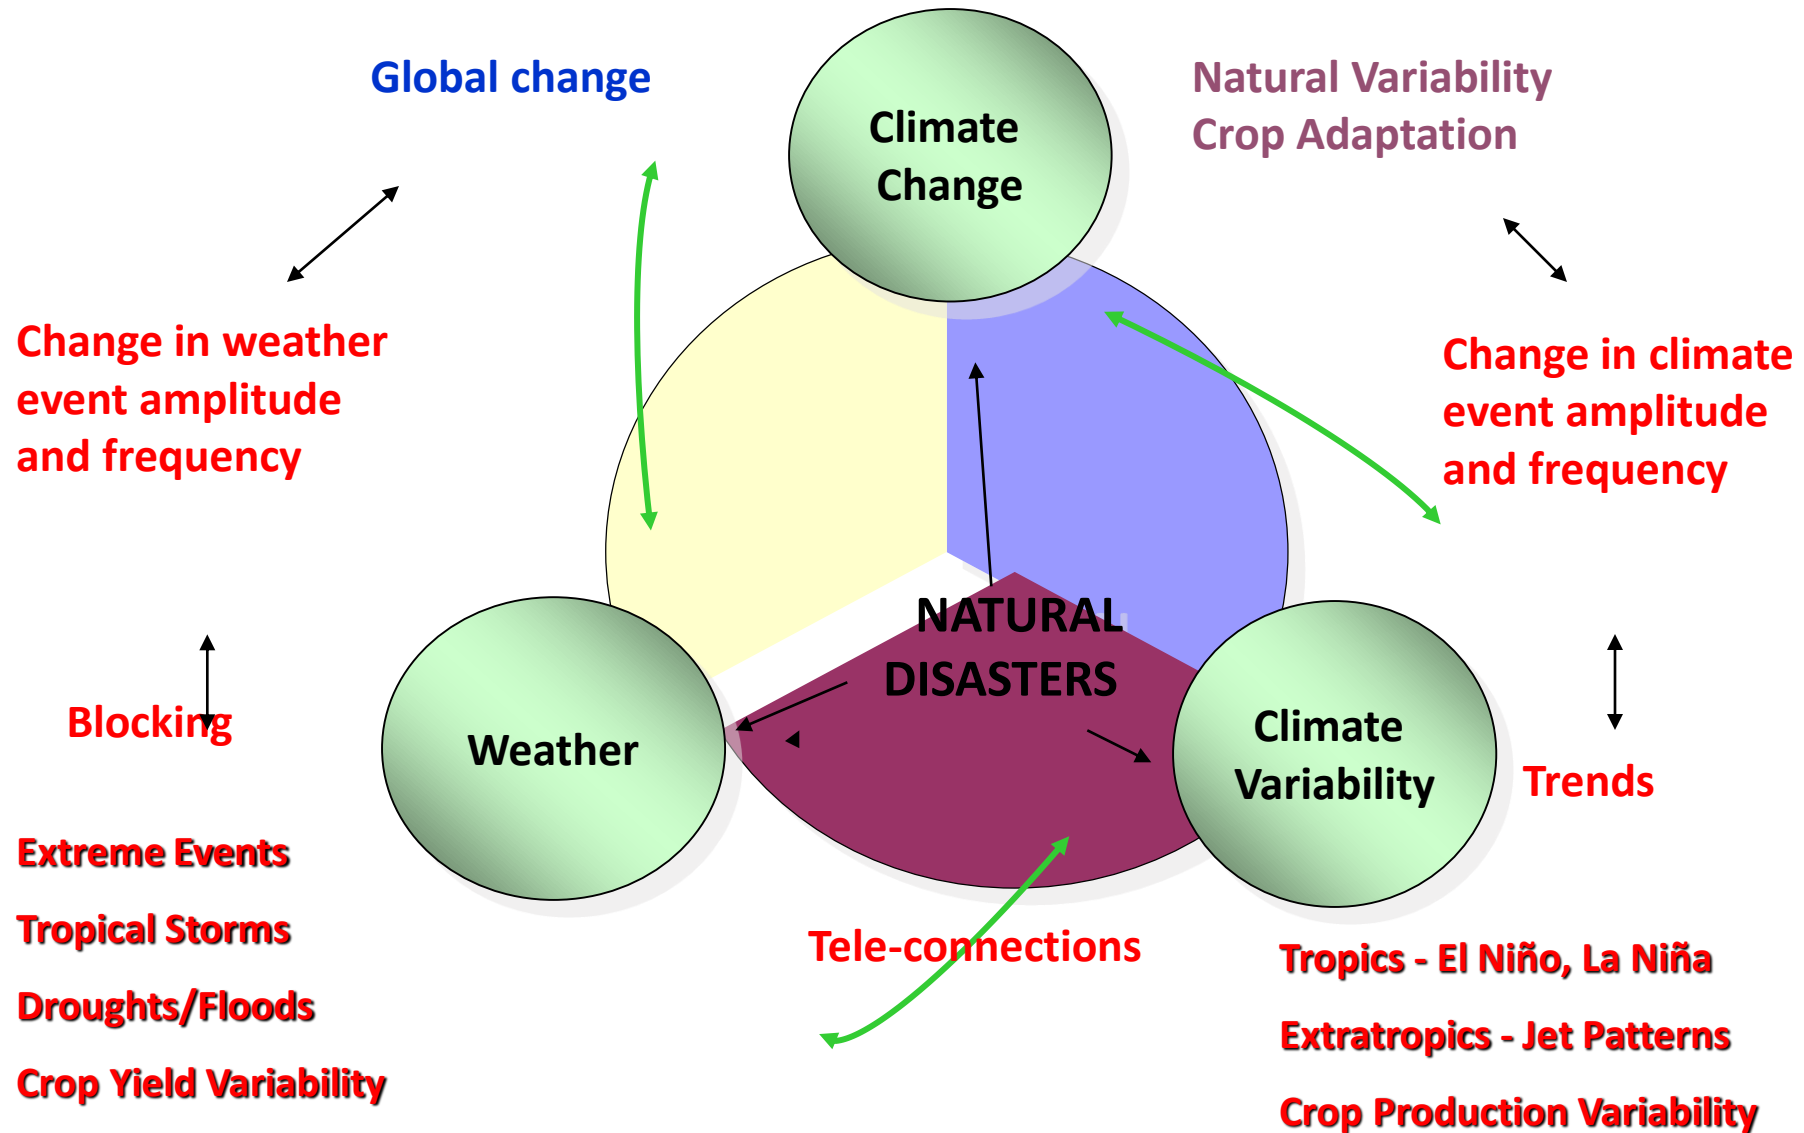 Global change
Climate
Change
Natural Variability
Crop Adaptation
Change in weather
event amplitude
and frequency
Change in climate
event amplitude
and frequency
NATURAL
DISASTERS
Blocking
Weather
Climate
Variability
Trends
Extreme Events
Tropical Storms
Droughts/Floods
Crop Yield Variability
Tele-connections
Tropics - El Niño, La Niña
Extratropics - Jet Patterns
Crop Production Variability